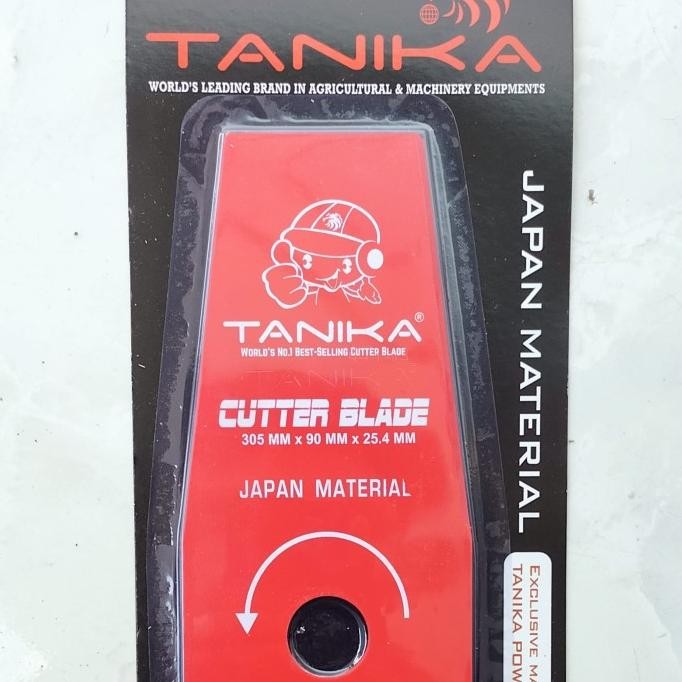 TANIKA
WORLD'S LEADING BRAND IN AGRICULTURAL & MACHINERY EQUIPMENTS
TANIKA®
WORLD'S NO.1 BEST-SELLING CUTTER BLADE
TANIKA
CUTTER BLADE
305 MM x 90 MM x 25.4 MM
JAPAN MATERIAL
JAPAN MATERIAL
EXCLUSIVE
TANIKA